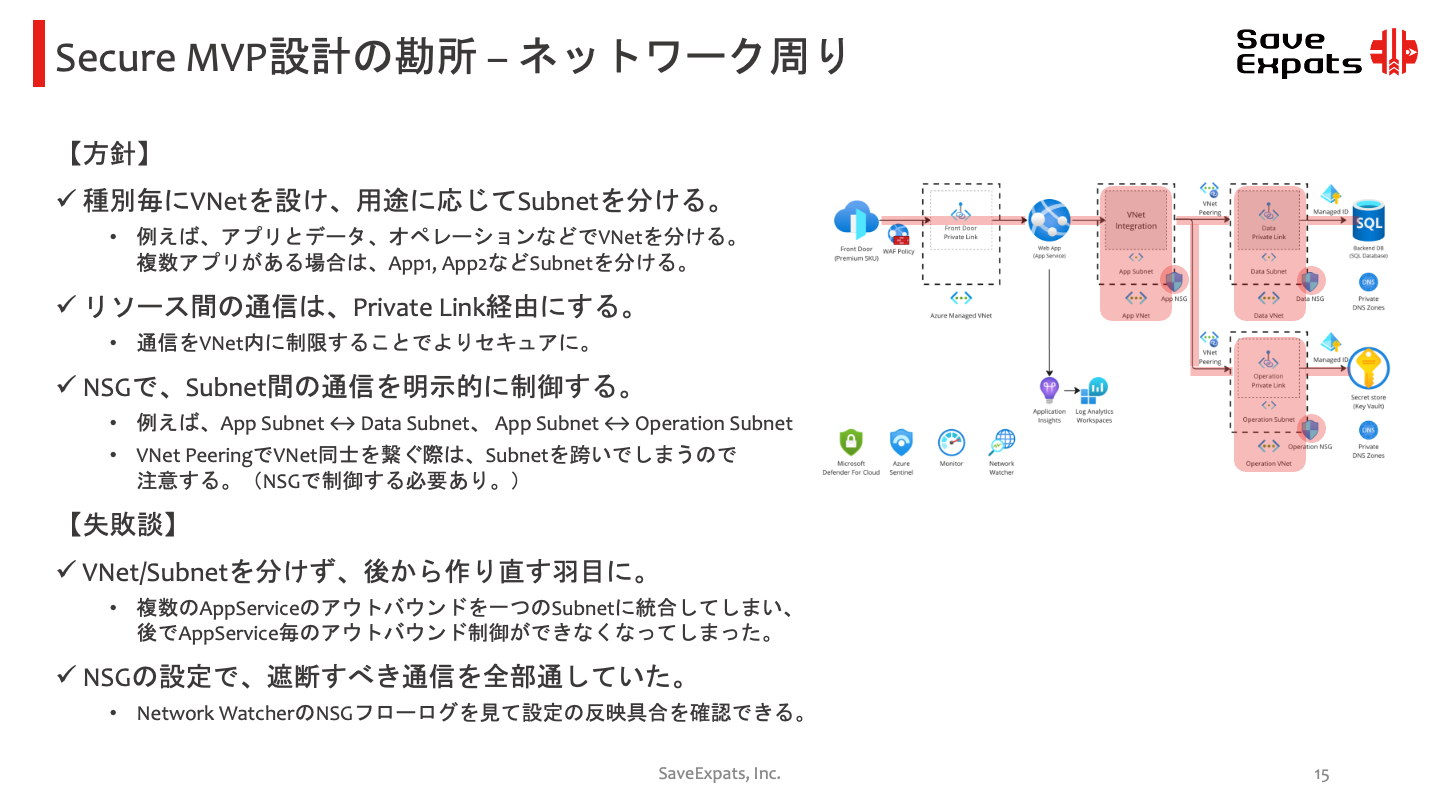 Secure MVP設計の勘所 – ネットワーク周り
Save
Expats
【方針】
✓ 種別毎にVNetを設け、用途に応じてSubnetを分ける。
• 例えば、アプリとデータ、オペレーションなどでVNetを分ける。
複数アプリがある場合は、App1, App2などSubnetを分ける。
✓ リソース間の通信は、Private Link経由にする。
• 通信をVNet内に制限することでよりセキュアに。
✓ NSGで、Subnet間の通信を明示的に制御する。
• 例えば、App Subnet ↔ Data Subnet、 App Subnet ↔ Operation Subnet
• VNet PeeringでVNet同士を繋ぐ際は、Subnetを跨いでしまうので
注意する。（NSGで制御する必要あり。）
【失敗談】
✓ VNet/Subnetを分けず、後から作り直す羽目に。
• 複数のAppServiceのアウトバウンドを一つのSubnetに統合してしまい、
後でAppService毎のアウトバウンド制御ができなくなってしまった。
✓ NSGの設定で、遮断すべき通信を全部通していた。
• Network WatcherのNSGフローログを見て設定の反映具合を確認できる。
Front Door
(Premium SKU)
WAF Policy
Front Door
Private Link
Azure Managed VNet
Web App
(App Service)
VNet
Integration
App Subnet
App NSG
App VNet
VNet
Peering
Data
Private Link
Data Subnet
Data NSG
Data VNet
Managed ID
SQL
Backend DB
(SQL Database)
DNS
Private
DNS Zones
VNet
Peering
Operation
Private Link
Operation Subnet
Operation NSG
Operation VNet
Managed ID
Secret store
(Key Vault)
DNS
Private
DNS Zones
Application
Insights
Log Analytics
Workspaces
Microsoft
Defender For Cloud
Azure
Sentinel
Monitor
Network
Watcher
SaveExpats, Inc.
15